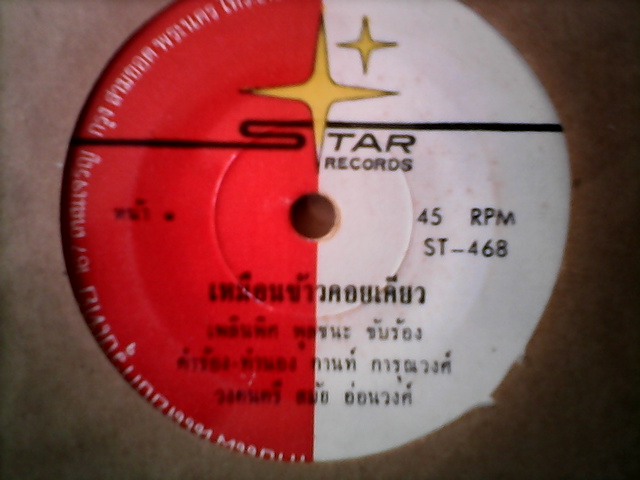 STAR
RECORDS
หน้า ๑
45 RPM
ST-468
เหมือนข้าวคอยเคียว
เพลินพิศ พูลชนะ ขับร้อง
คำร้อง-ทำนอง กานท์ การุณวงศ์
วงดนตรี สมัย อ่อนวงศ์